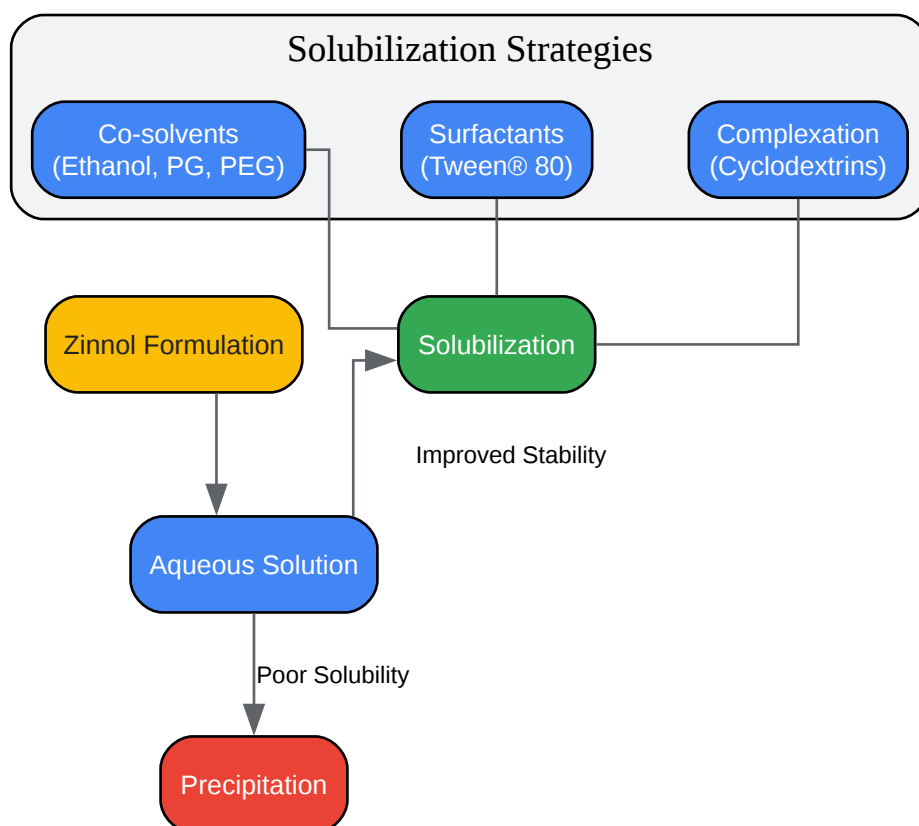 Solubilization Strategies
Co-solvents
(Ethanol, PG, PEG)
Surfactants
(Tween® 80)
Complexation
(Cyclodextrins)
Zinnol Formulation
Solubilization
Improved Stability
Aqueous Solution
Poor Solubility
Precipitation